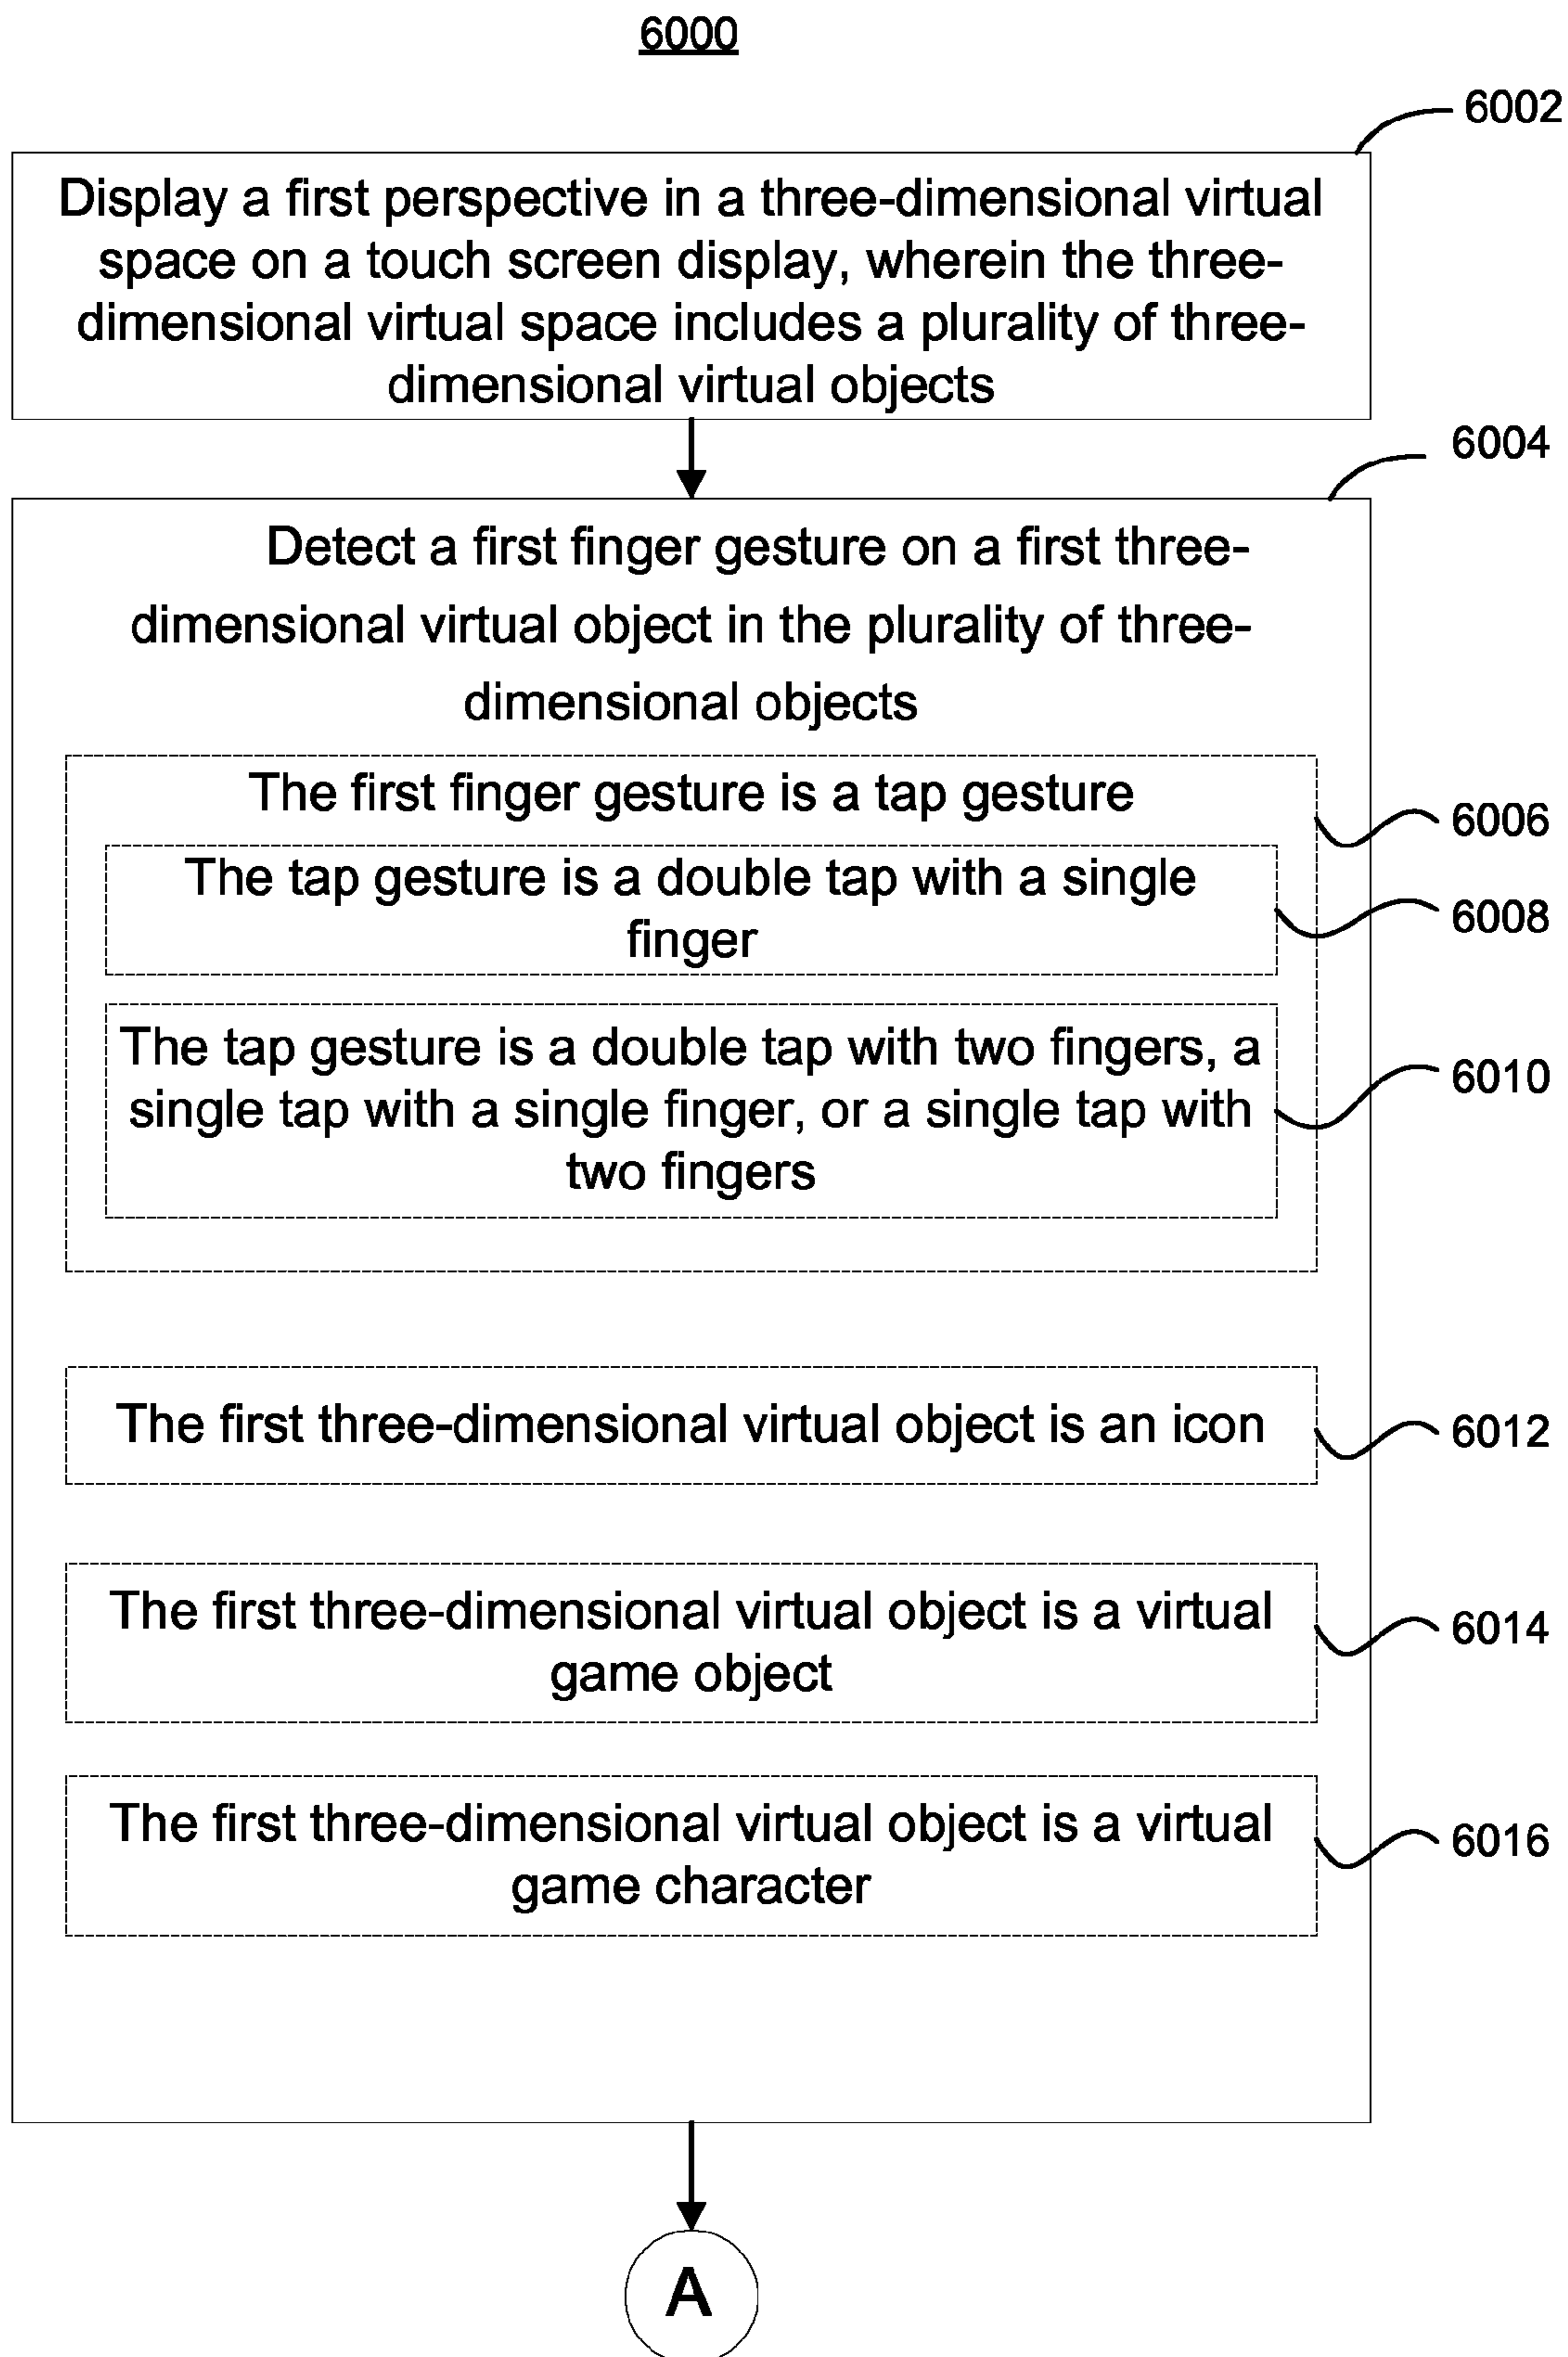 6000
6002
Display a first perspective in a three-dimensional virtual
space on a touch screen display, wherein the three-
dimensional virtual space includes a plurality of three-
dimensional virtual objects
6004
Detect a first finger gesture on a first three-
dimensional virtual object in the plurality of three-
dimensional objects
The first finger gesture is a tap gesture
6006
The tap gesture is a double tap with a single
finger
6008
The tap gesture is a double tap with two fingers, a
single tap with a single finger, or a single tap with
two fingers
6010
The first three-dimensional virtual object is an icon
6012
The first three-dimensional virtual object is a virtual
game object
6014
The first three-dimensional virtual object is a virtual
game character
6016
A